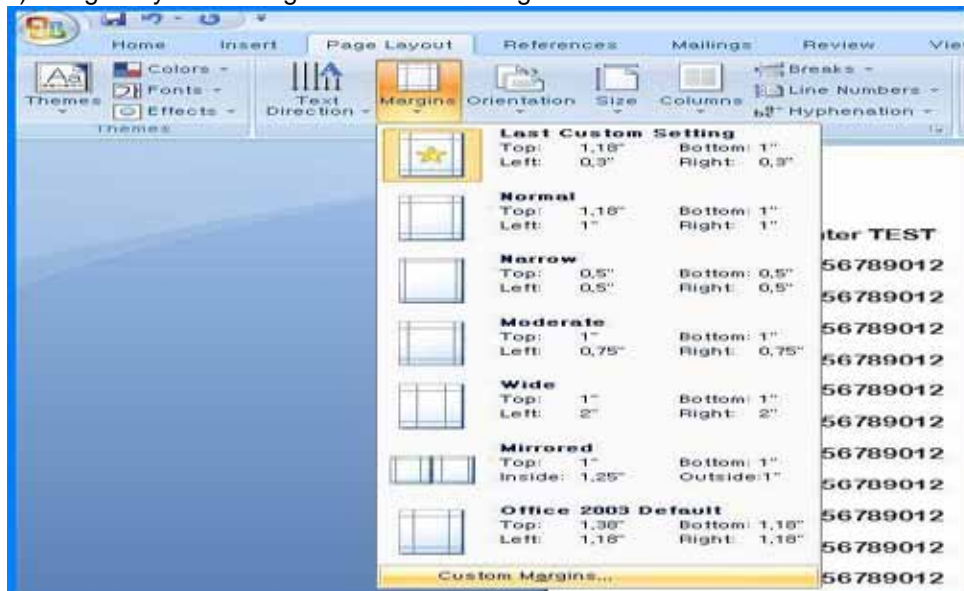 Home Insert Page Layout References Mailings Review Vie
Aa Colors Text Margins Orientation Size Columns Breaks
Themes Fonts Direction Line Numbers
Effects Hyphenation
Themes
Last Custom Setting
Top: 1,18" Bottom: 1"
Left: 0,3" Right: 0,3"
Normal
Top: 1,18" Bottom: 1"
Left: 1" Right: 1"
Narrow
Top: 0,5" Bottom: 0,5"
Left: 0,5" Right: 0,5"
Moderate
Top: 1" Bottom: 1"
Left: 0,75" Right: 0,75"
Wide
Top: 1" Bottom: 1"
Left: 2" Right: 2"
Mirrored
Top: 1" Bottom: 1"
Inside: 1,25" Outside: 1"
Office 2003 Default
Top: 1,38" Bottom: 1,18"
Left: 1,18" Right: 1,18"
Custom Margins...
ter TEST
56789012
56789012
56789012
56789012
56789012
56789012
56789012
56789012
56789012
56789012
56789012